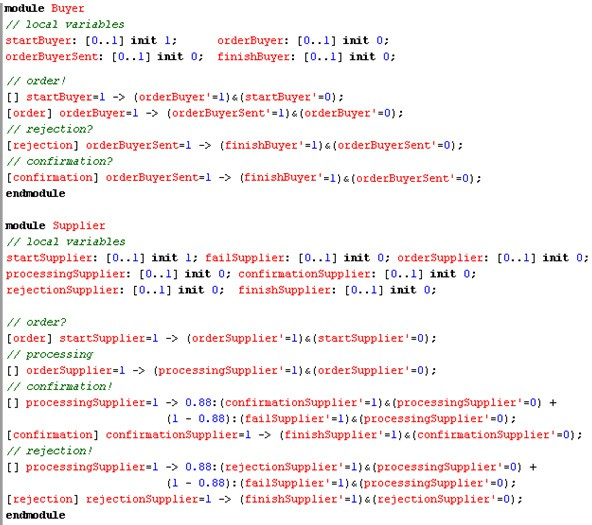 module Buyer
// local variables
startBuyer: [0..1] init 1; orderBuyer: [0..1] init 0;
orderBuyerSent: [0..1] init 0; finishBuyer: [0..1] init 0;
// order!
[] startBuyer=1 -> (orderBuyer'=1)&(startBuyer'=0);
[order] orderBuyer=1 -> (orderBuyerSent'=1)&(orderBuyer'=0);
// rejection?
[rejection] orderBuyerSent=1 -> (finishBuyer'=1)&(orderBuyerSent'=0);
// confirmation?
[confirmation] orderBuyerSent=1 -> (finishBuyer'=1)&(orderBuyerSent'=0);
endmodule
module Supplier
// local variables
startSupplier: [0..1] init 1; failSupplier: [0..1] init 0; orderSupplier: [0..1] init 0;
processingSupplier: [0..1] init 0; confirmationSupplier: [0..1] init 0;
rejectionSupplier: [0..1] init 0; finishSupplier: [0..1] init 0;
// order?
[order] startSupplier=1 -> (orderSupplier'=1)&(startSupplier'=0);
// processing
[] orderSupplier=1 -> (processingSupplier'=1)&(orderSupplier'=0);
// confirmation!
[] processingSupplier=1 -> 0.88:(confirmationSupplier'=1)&(processingSupplier'=0) +
(1 - 0.88):(failSupplier'=1)&(processingSupplier'=0);
[confirmation] confirmationSupplier=1 -> (finishSupplier'=1)&(confirmationSupplier'=0);
// rejection!
[] processingSupplier=1 -> 0.88:(rejectionSupplier'=1)&(processingSupplier'=0) +
(1 - 0.88):(failSupplier'=1)&(processingSupplier'=0);
[rejection] rejectionSupplier=1 -> (finishSupplier'=1)&(rejectionSupplier'=0);
endmodule